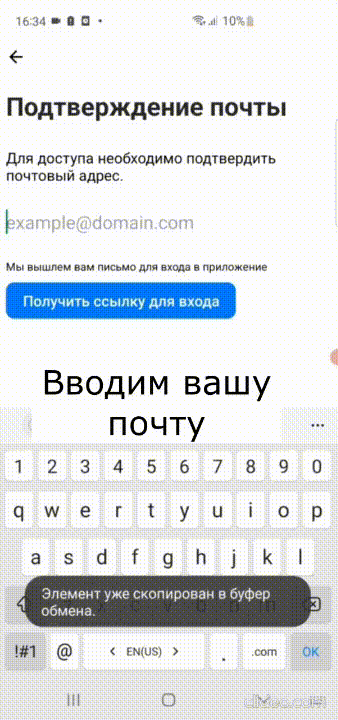 16:34 10%
Подтверждение почты
Для доступа необходимо подтвердить
почтовый адрес.
example@domain.com
Мы вышлем вам письмо для входа в приложение
Получить ссылку для входа
Вводим вашу
почту
1 2 3 4 5 6 7 8 9 0
q w e r t y u i o p
a s d f g h j k l
Элемент уже скопирован в буфер
обмена.
!#1 @ < EN(US) > . .com OK